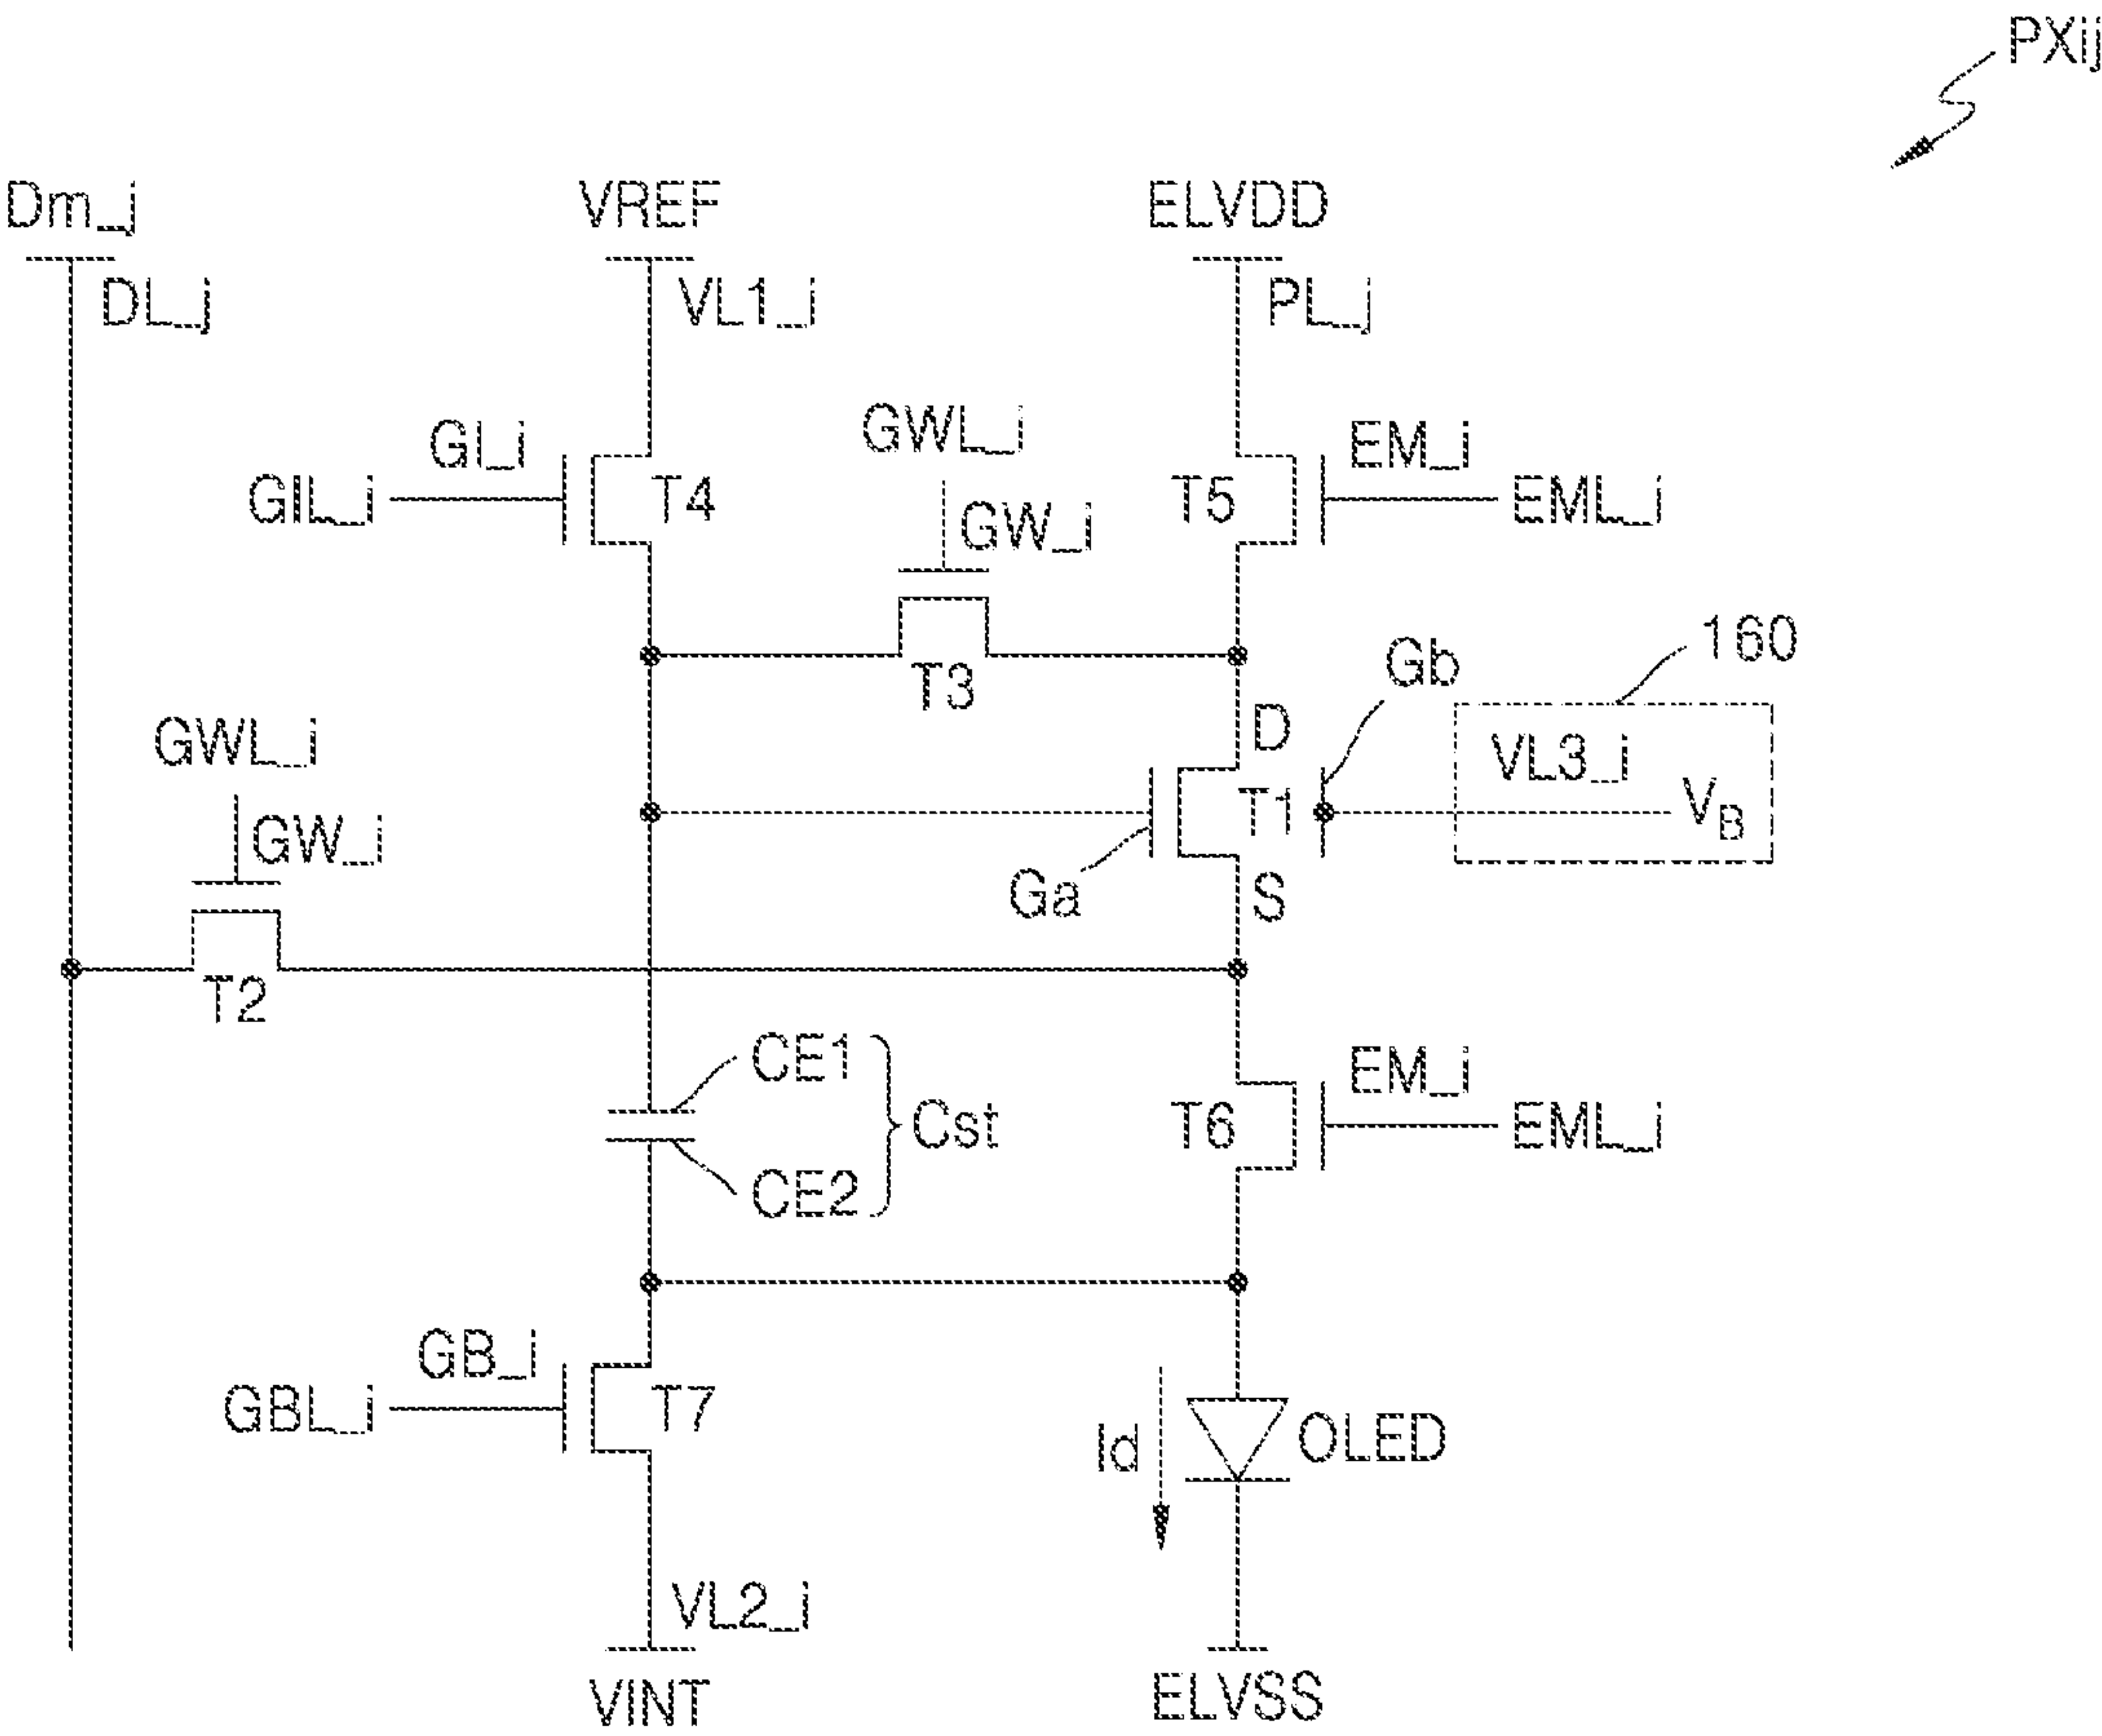 PXij
Dm_j VREF ELVDD
DL_j VL1_i PL_j
GI_i GWL_i EM_i
GIL_i T4 GW_i T5 EML_i
T3 Gb 160
GWL_i D VL3_i
GW_i T1 VB
Ga S
T2
CE1 EM_i
Cst T6 EML_i
CE2
GB_i
GBL_i T7 Id OLED
VL2_i
VINT ELVSS